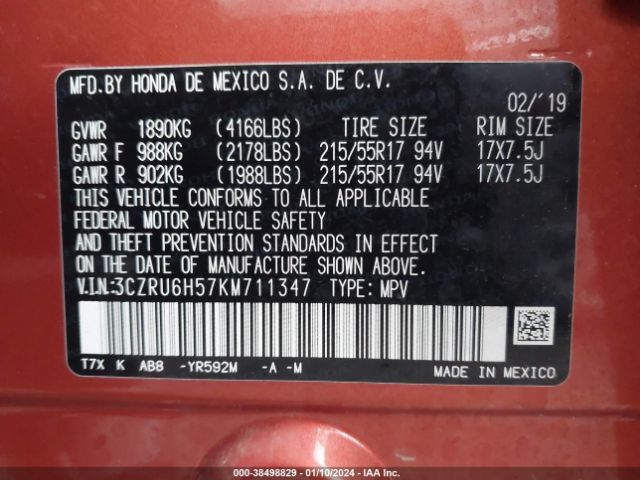 MFD.BY HONDA DE MEXICO S.A. DE C.V.
02/'19
GVWR 1890KG (4166LBS) TIRE SIZE RIM SIZE
GAWR F 988KG (2178LBS) 215/55R17 94V 17X7.5J
GAWR R 902KG (1988LBS) 215/55R17 94V 17X7.5J
THIS VEHICLE CONFORMS TO ALL APPLICABLE
FEDERAL MOTOR VEHICLE SAFETY
AND THEFT PREVENTION STANDARDS IN EFFECT
ON THE DATE OF MANUFACTURE SHOWN ABOVE.
V.I.N.:3CZRU6H57KM711347 TYPE: MPV
T7X K AB8 -YR592M -A -M
MADE IN MEXICO
000-38498829 - 01/10/2024 - IAA Inc.